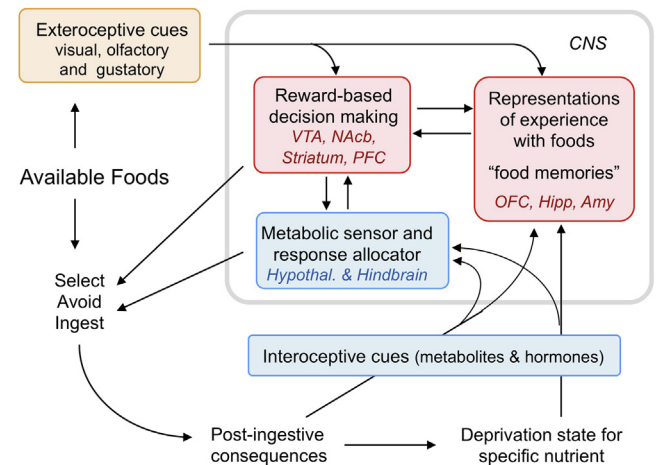 Exteroceptive cues
visual, olfactory
and gustatory
CNS
Reward-based
decision making
VTA, NAcb,
Striatum, PFC
Representations
of experience
with foods
“food memories”
OFC, Hipp, Amy
Available Foods
Metabolic sensor and
response allocator
Hypothal. & Hindbrain
Select
Avoid
Ingest
Interoceptive cues (metabolites & hormones)
Post-ingestive
consequences
Deprivation state for
specific nutrient